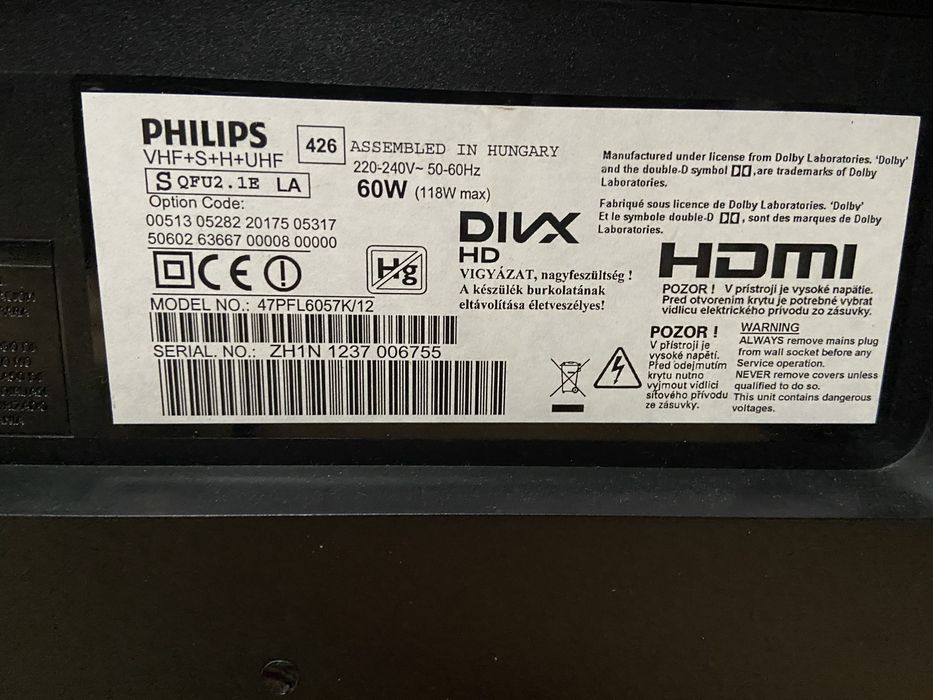 PHILIPS
VHF+S+H+UHF
426
ASSEMBLED IN HUNGARY
220-240V~ 50-60Hz
S QFU2.1E LA
60W (118W max)
Option Code:
00513 05282 20175 05317
50602 63667 00008 00000
CE
Hg
MODEL NO.: 47PFL6057K/12
SERIAL. NO.: ZH1N 1237 006755
DIVX
HD
VIGYÁZAT, nagyfeszültség !
A készülék burkolatának
eltávolítása életveszélyes!
Manufactured under license from Dolby Laboratories. 'Dolby'
and the double-D symbol DD, are trademarks of Dolby
Laboratories.
Fabriqué sous licence de Dolby Laboratories. 'Dolby'
Et le symbole double-D DD, sont des marques de Dolby
Laboratories.
HDMI
POZOR ! V prístroji je vysoké napätie.
Pred otvorením krytu je potrebné vybrat
vidlicu elektrického prívodu zo zásuvky.
POZOR !
V přístroji je
vysoké napětí.
Před odejmutím
krytu nutno
vyjmout vidlici
síťového přívodu
ze zásuvky.
WARNING
ALWAYS remove mains plug
from wall socket before any
Service operation.
NEVER remove covers unless
qualified to do so.
This unit contains dangerous
voltages.